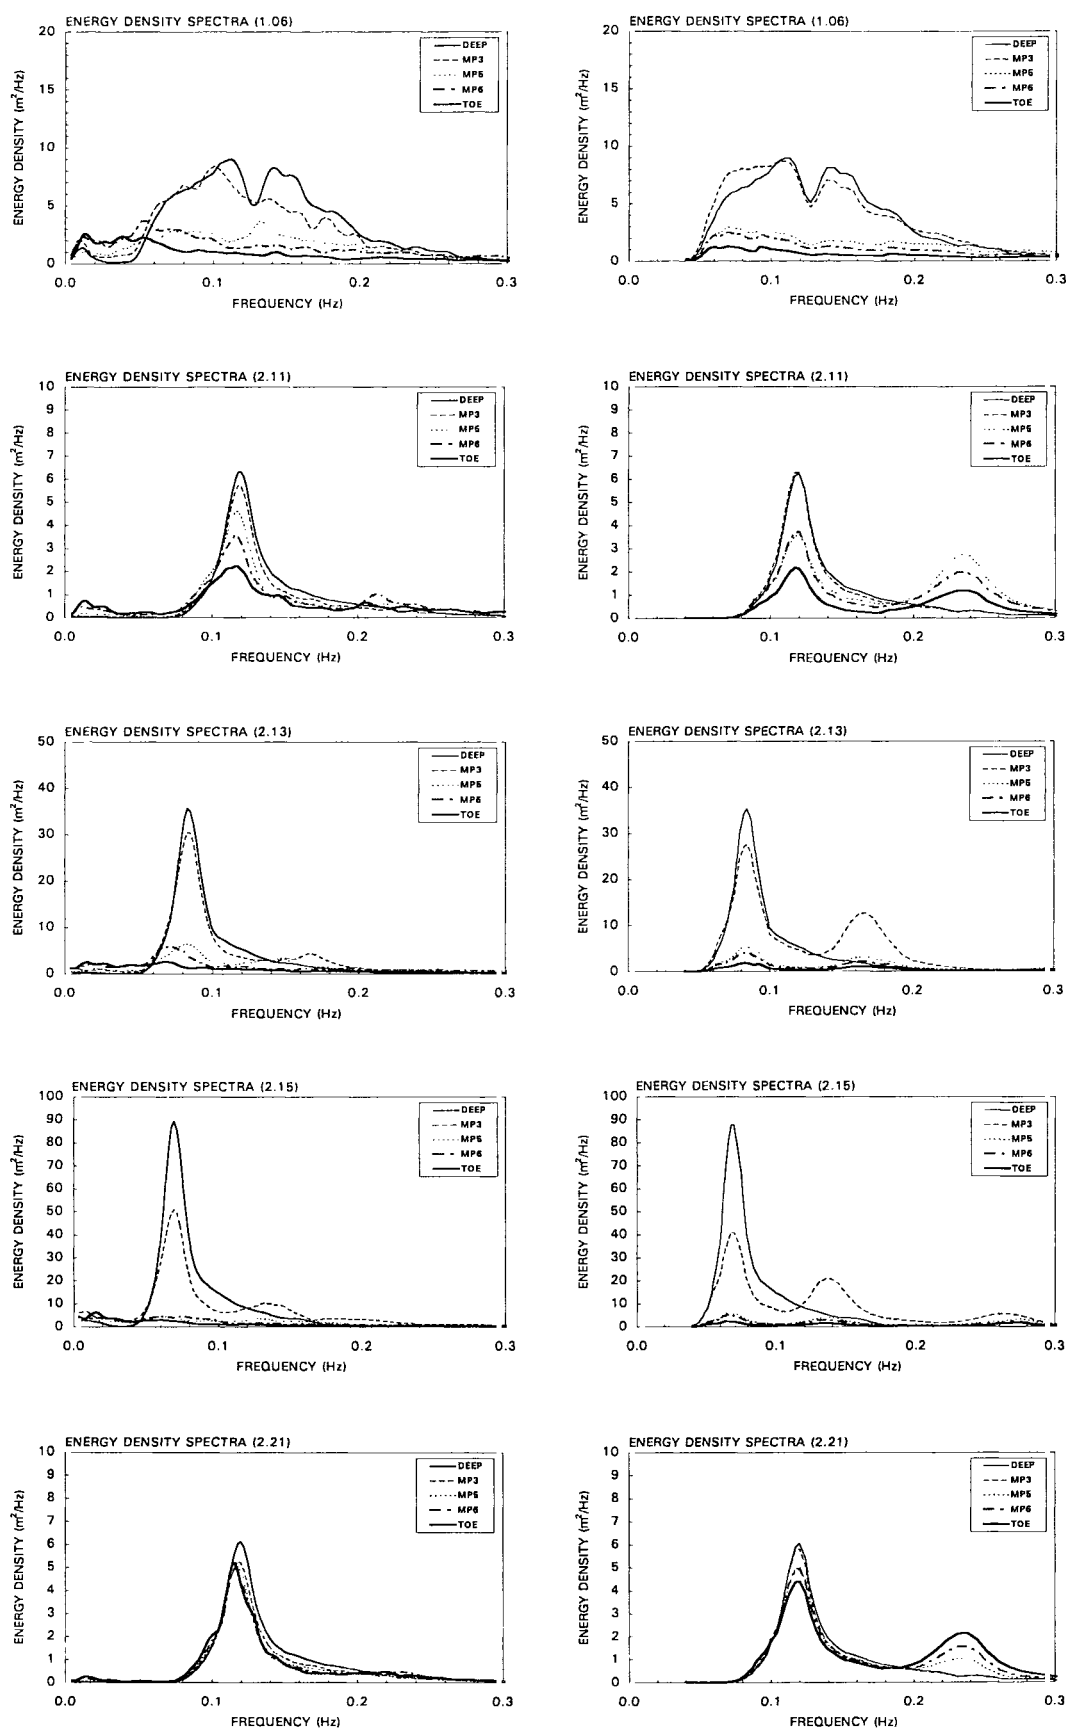 ENERGY DENSITY SPECTRA (1.06)
ENERGY DENSITY (m²/Hz)
20
15
10
5
0
DEEP
MP3
MP5
MP6
TOE
0.0 0.1 0.2 0.3
FREQUENCY (Hz)
ENERGY DENSITY SPECTRA (1.06)
ENERGY DENSITY (m²/Hz)
20
15
10
5
0
DEEP
MP3
MP5
MP6
TOE
0.0 0.1 0.2 0.3
FREQUENCY (Hz)
ENERGY DENSITY SPECTRA (2.11)
ENERGY DENSITY (m²/Hz)
10
9
8
7
6
5
4
3
2
1
0
DEEP
MP3
MP5
MP6
TOE
0.0 0.1 0.2 0.3
FREQUENCY (Hz)
ENERGY DENSITY SPECTRA (2.11)
ENERGY DENSITY (m²/Hz)
10
9
8
7
6
5
4
3
2
1
0
DEEP
MP3
MP5
MP6
TOE
0.0 0.1 0.2 0.3
FREQUENCY (Hz)
ENERGY DENSITY SPECTRA (2.13)
ENERGY DENSITY (m²/Hz)
50
40
30
20
10
0
DEEP
MP3
MP5
MP6
TOE
0.0 0.1 0.2 0.3
FREQUENCY (Hz)
ENERGY DENSITY SPECTRA (2.13)
ENERGY DENSITY (m²/Hz)
50
40
30
20
10
0
DEEP
MP3
MP5
MP6
TOE
0.0 0.1 0.2 0.3
FREQUENCY (Hz)
ENERGY DENSITY SPECTRA (2.15)
ENERGY DENSITY (m²/Hz)
100
90
80
70
60
50
40
30
20
10
0
DEEP
MP3
MP5
MP6
TOE
0.0 0.1 0.2 0.3
FREQUENCY (Hz)
ENERGY DENSITY SPECTRA (2.15)
ENERGY DENSITY (m²/Hz)
100
90
80
70
60
50
40
30
20
10
0
DEEP
MP3
MP5
MP6
TOE
0.0 0.1 0.2 0.3
FREQUENCY (Hz)
ENERGY DENSITY SPECTRA (2.21)
ENERGY DENSITY (m²/Hz)
10
9
8
7
6
5
4
3
2
1
0
DEEP
MP3
MP5
MP6
TOE
0.0 0.1 0.2 0.3
FREQUENCY (Hz)
ENERGY DENSITY SPECTRA (2.21)
ENERGY DENSITY (m²/Hz)
10
9
8
7
6
5
4
3
2
1
0
DEEP
MP3
MP5
MP6
TOE
0.0 0.1 0.2 0.3
FREQUENCY (Hz)